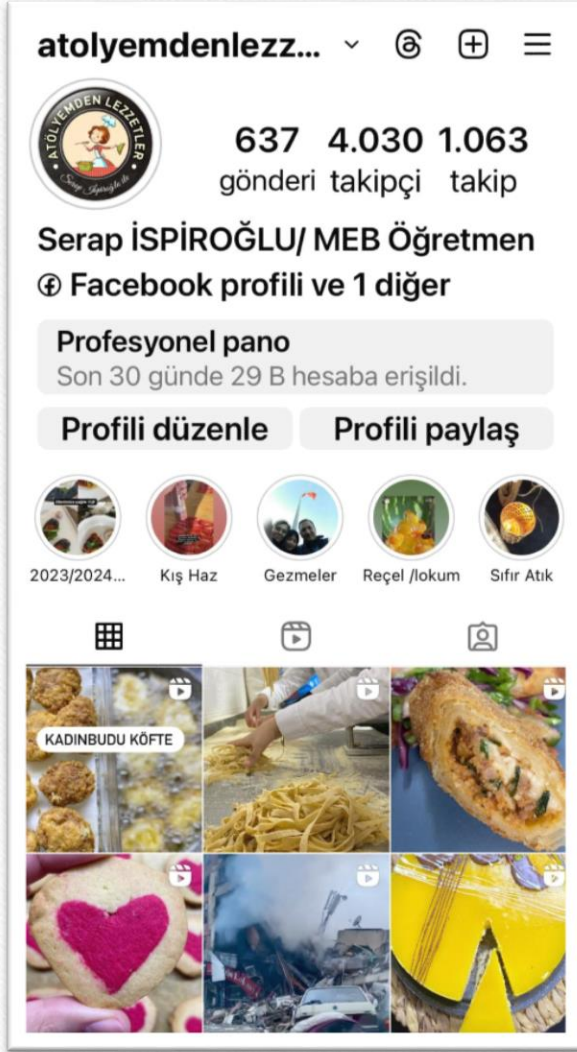 atolyemdenlezz...
ATÖLYEMDEN LEZZETLER
637 4.030 1.063
gönderi takipçi takip
Serap İSPİROĞLU/ MEB Öğretmen
Facebook profili ve 1 diğer
Profesyonel pano
Son 30 günde 29 B hesaba erişildi.
Profili düzenle Profili paylaş
2023/2024... Kış Haz Gezmeler Reçel /lokum Sıfır Atık
KADINBUDU KÖFTE